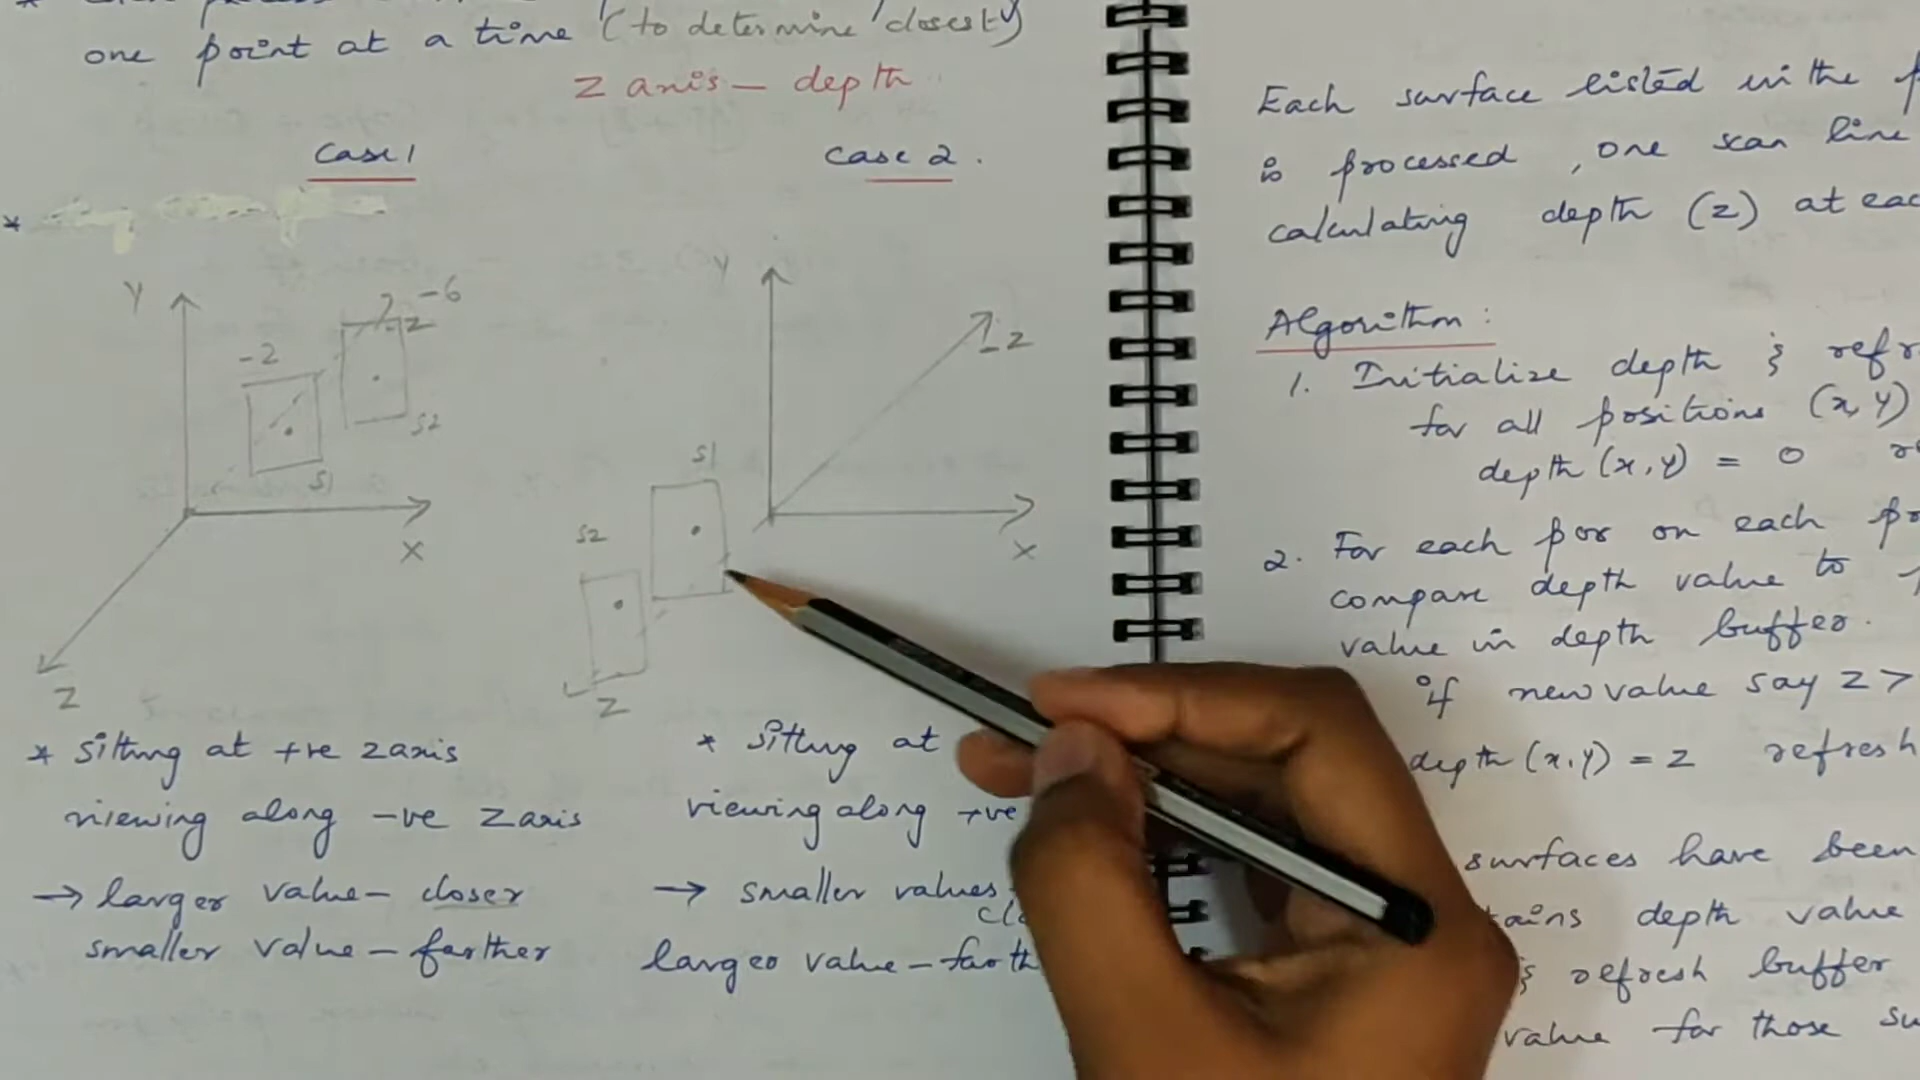 one point at a time (to determine closest)
z axis - depth
Case 1
Case 2.
*
Y
-2
-6
-z
S1
S2
X
Z
Y
-z
S1
S2
X
Z
* Sitting at +ve z axis
viewing along -ve Z axis
→ larger value - closer
smaller value - farther
* Sitting at
viewing along +ve
→ smaller values
larger value - farth
Each surface listed in the
is processed, one scan line
calculating depth (z) at eac
Algorithm:
1. Initialize depth & refr
for all positions (x, y)
depth (x, y) = 0
2. For each pos on each
compare depth value to
value in depth buffer.
if new value say z >
depth (x, y) = z refresh
surfaces have been
depth value
& refresh buffer
value for those su